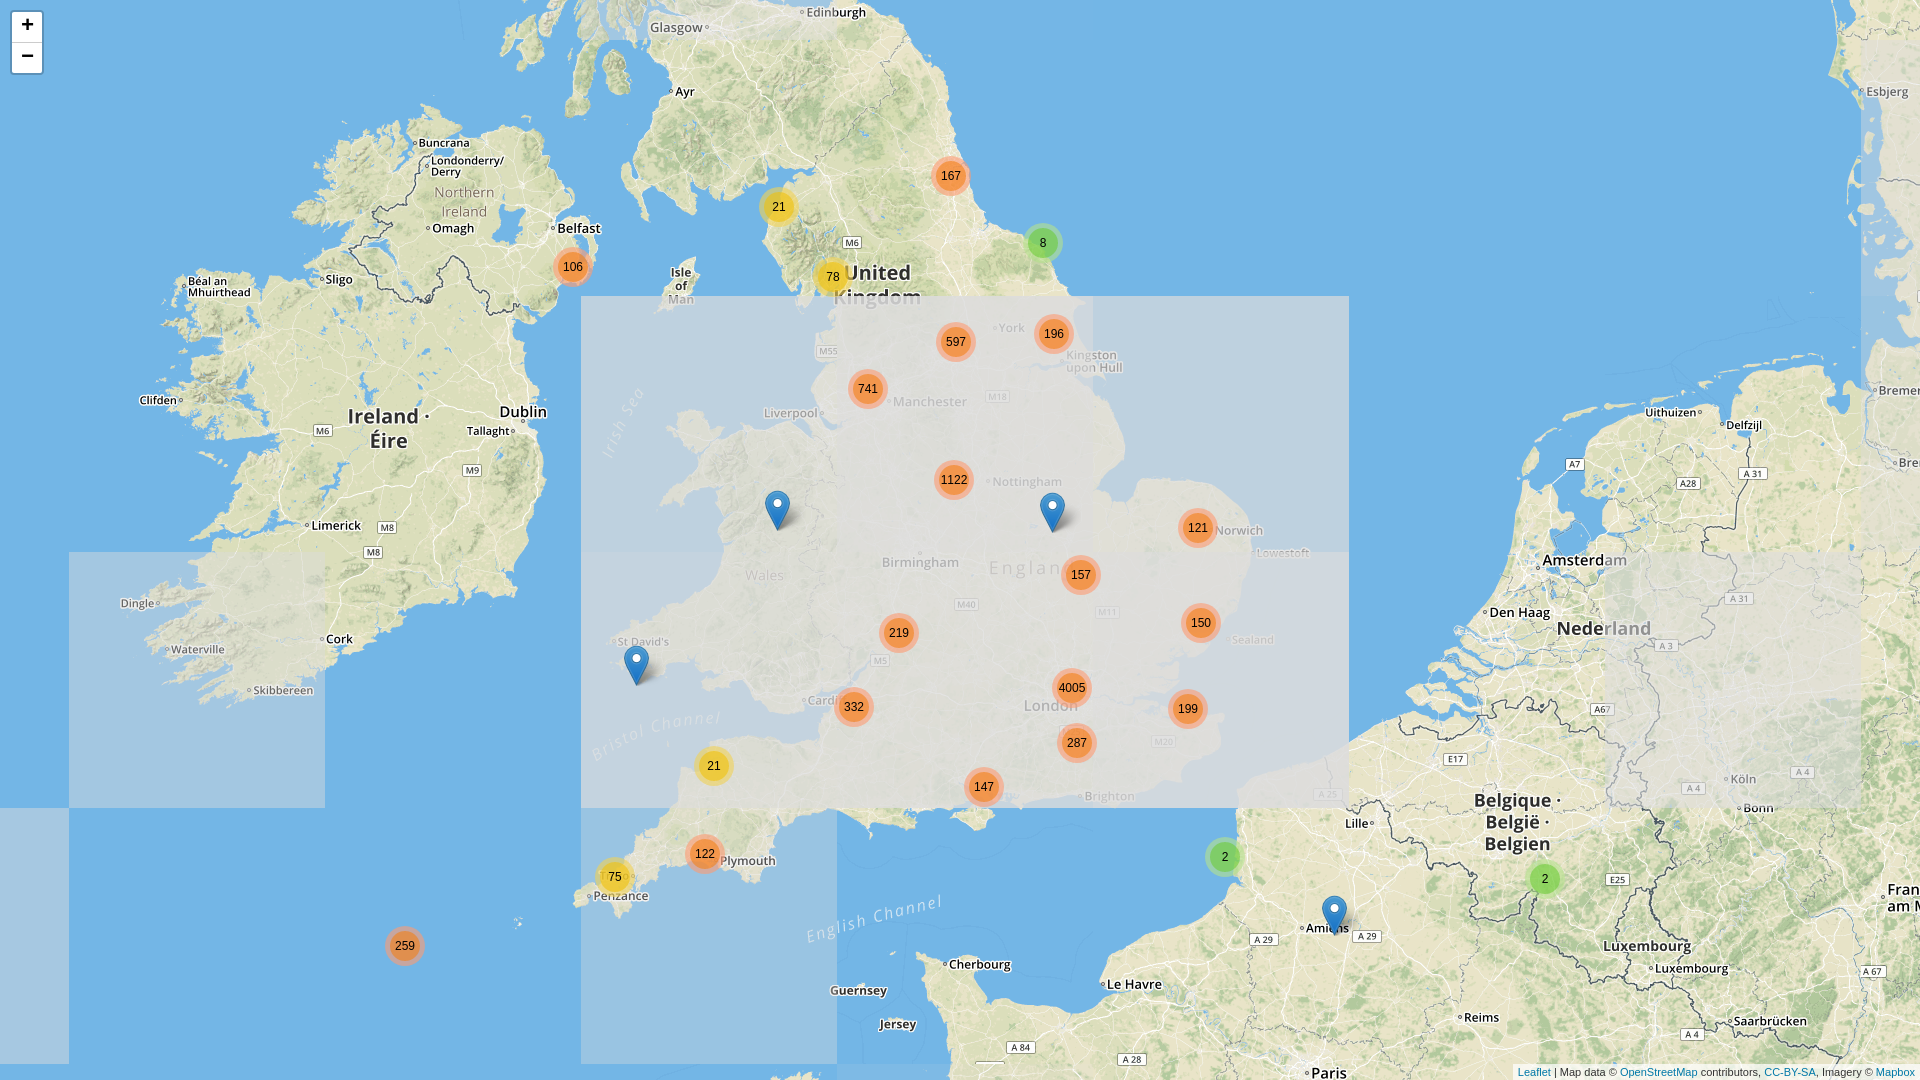 +
−
Edinburgh
Glasgow
Ayr
Esbjerg
Buncrana
Londonderry/
Derry
167
Northern
Ireland
21
Omagh
Belfast
M6
8
106
78
United
Kingdom
Isle
of
Man
Sligo
Béal an
Mhuirthead
York
196
597
M55
Kingston
upon Hull
741
Manchester
M18
Clifden
Liverpool
Dublin
Ireland ·
Éire
M6
Tallaght
Irish Sea
Uithuizen
Delfzijl
M9
A7
A 31
A28
1122
Nottingham
Limerick
M8
M8
121
Norwich
Lowestoft
Birmingham
Wales
157
Amsterdam
Dingle
M40
M11
A 31
Den Haag
Nederland
219
150
Sealand
Cork
St David's
Waterville
M5
A 3
Skibbereen
4005
London
332
199
A67
Bristol Channel
287
M20
E17
21
147
Brighton
A 25
Köln
A 4
A 4
Belgique ·
België ·
Belgien
Bonn
Lille
122
Plymouth
2
75
Penzance
2
E25
English Channel
Amiens
A 29
A 29
259
Luxembourg
Luxembourg
A 67
Cherbourg
Le Havre
Guernsey
Jersey
Reims
Saarbrücken
A 4
A 84
A 28
Paris
Leaflet | Map data © OpenStreetMap contributors, CC-BY-SA, Imagery © Mapbox